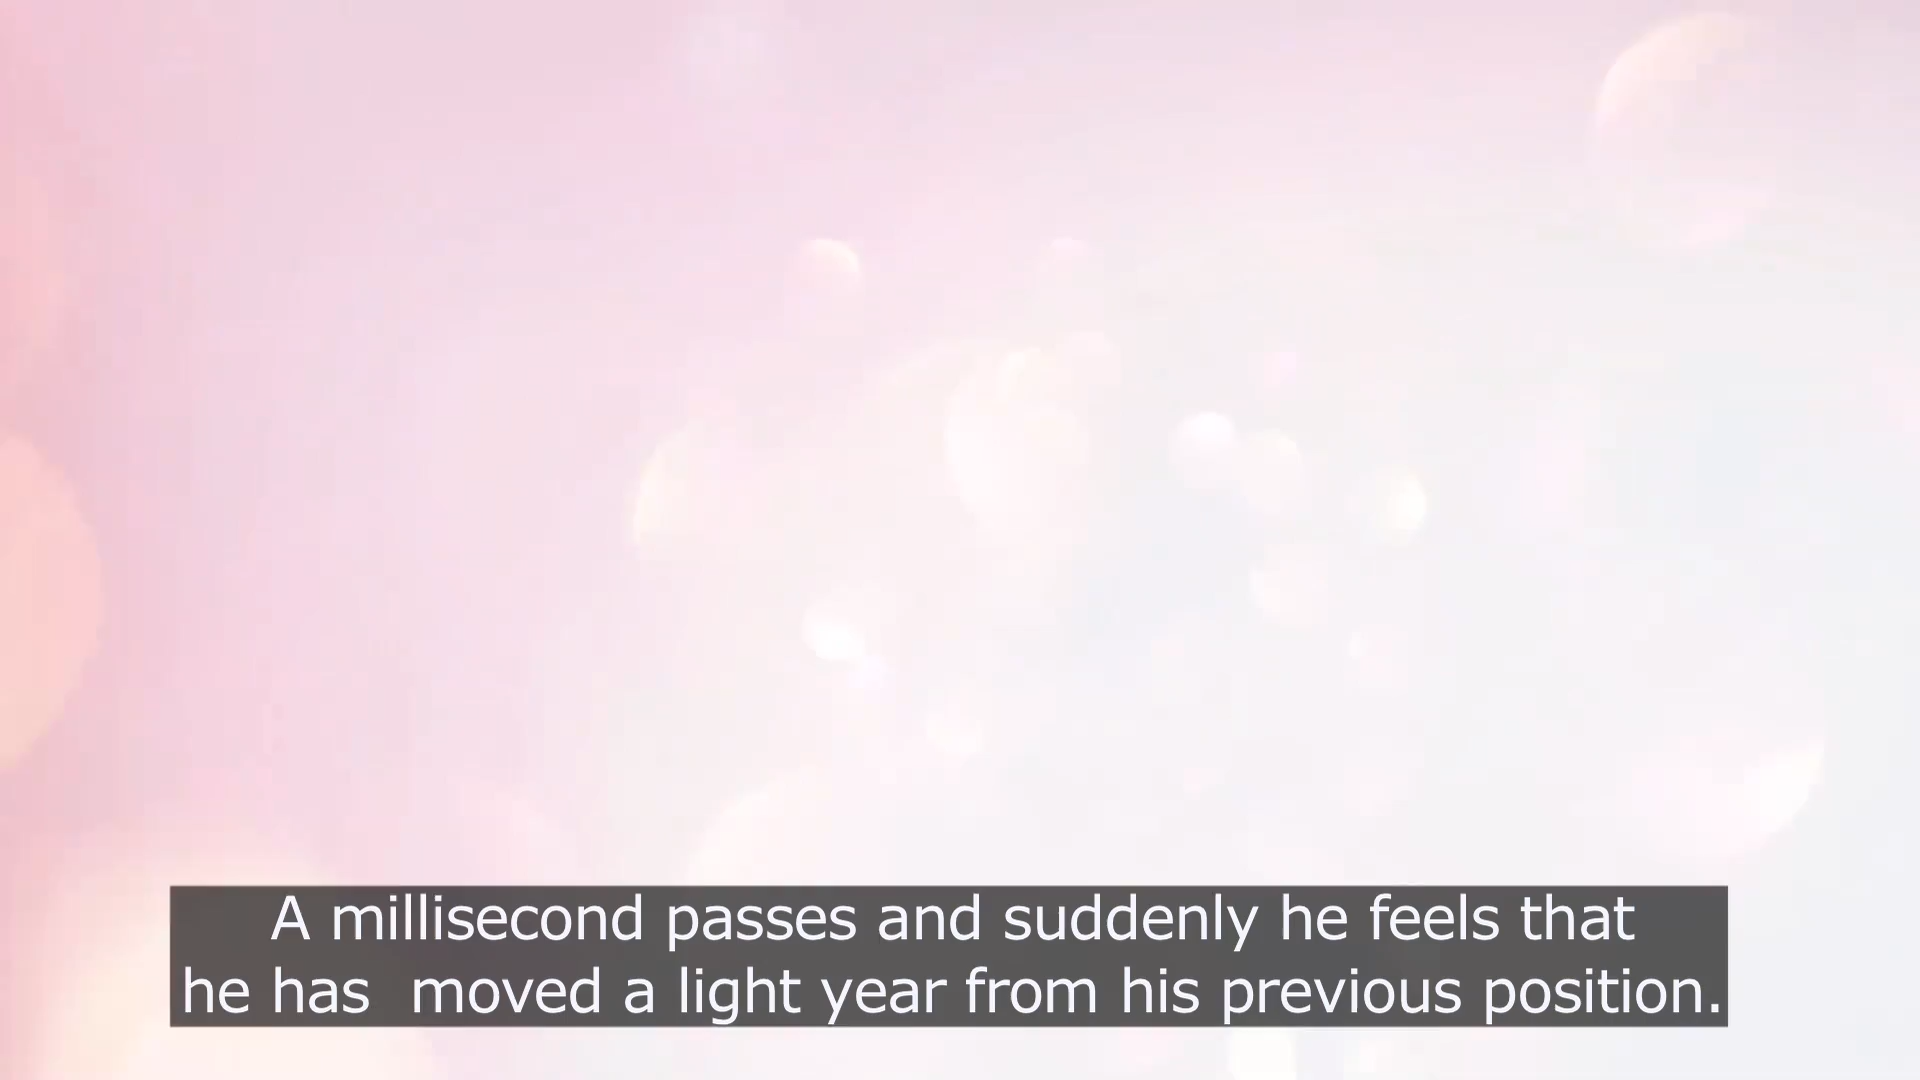 A millisecond passes and suddenly he feels that
he has  moved a light year from his previous position.